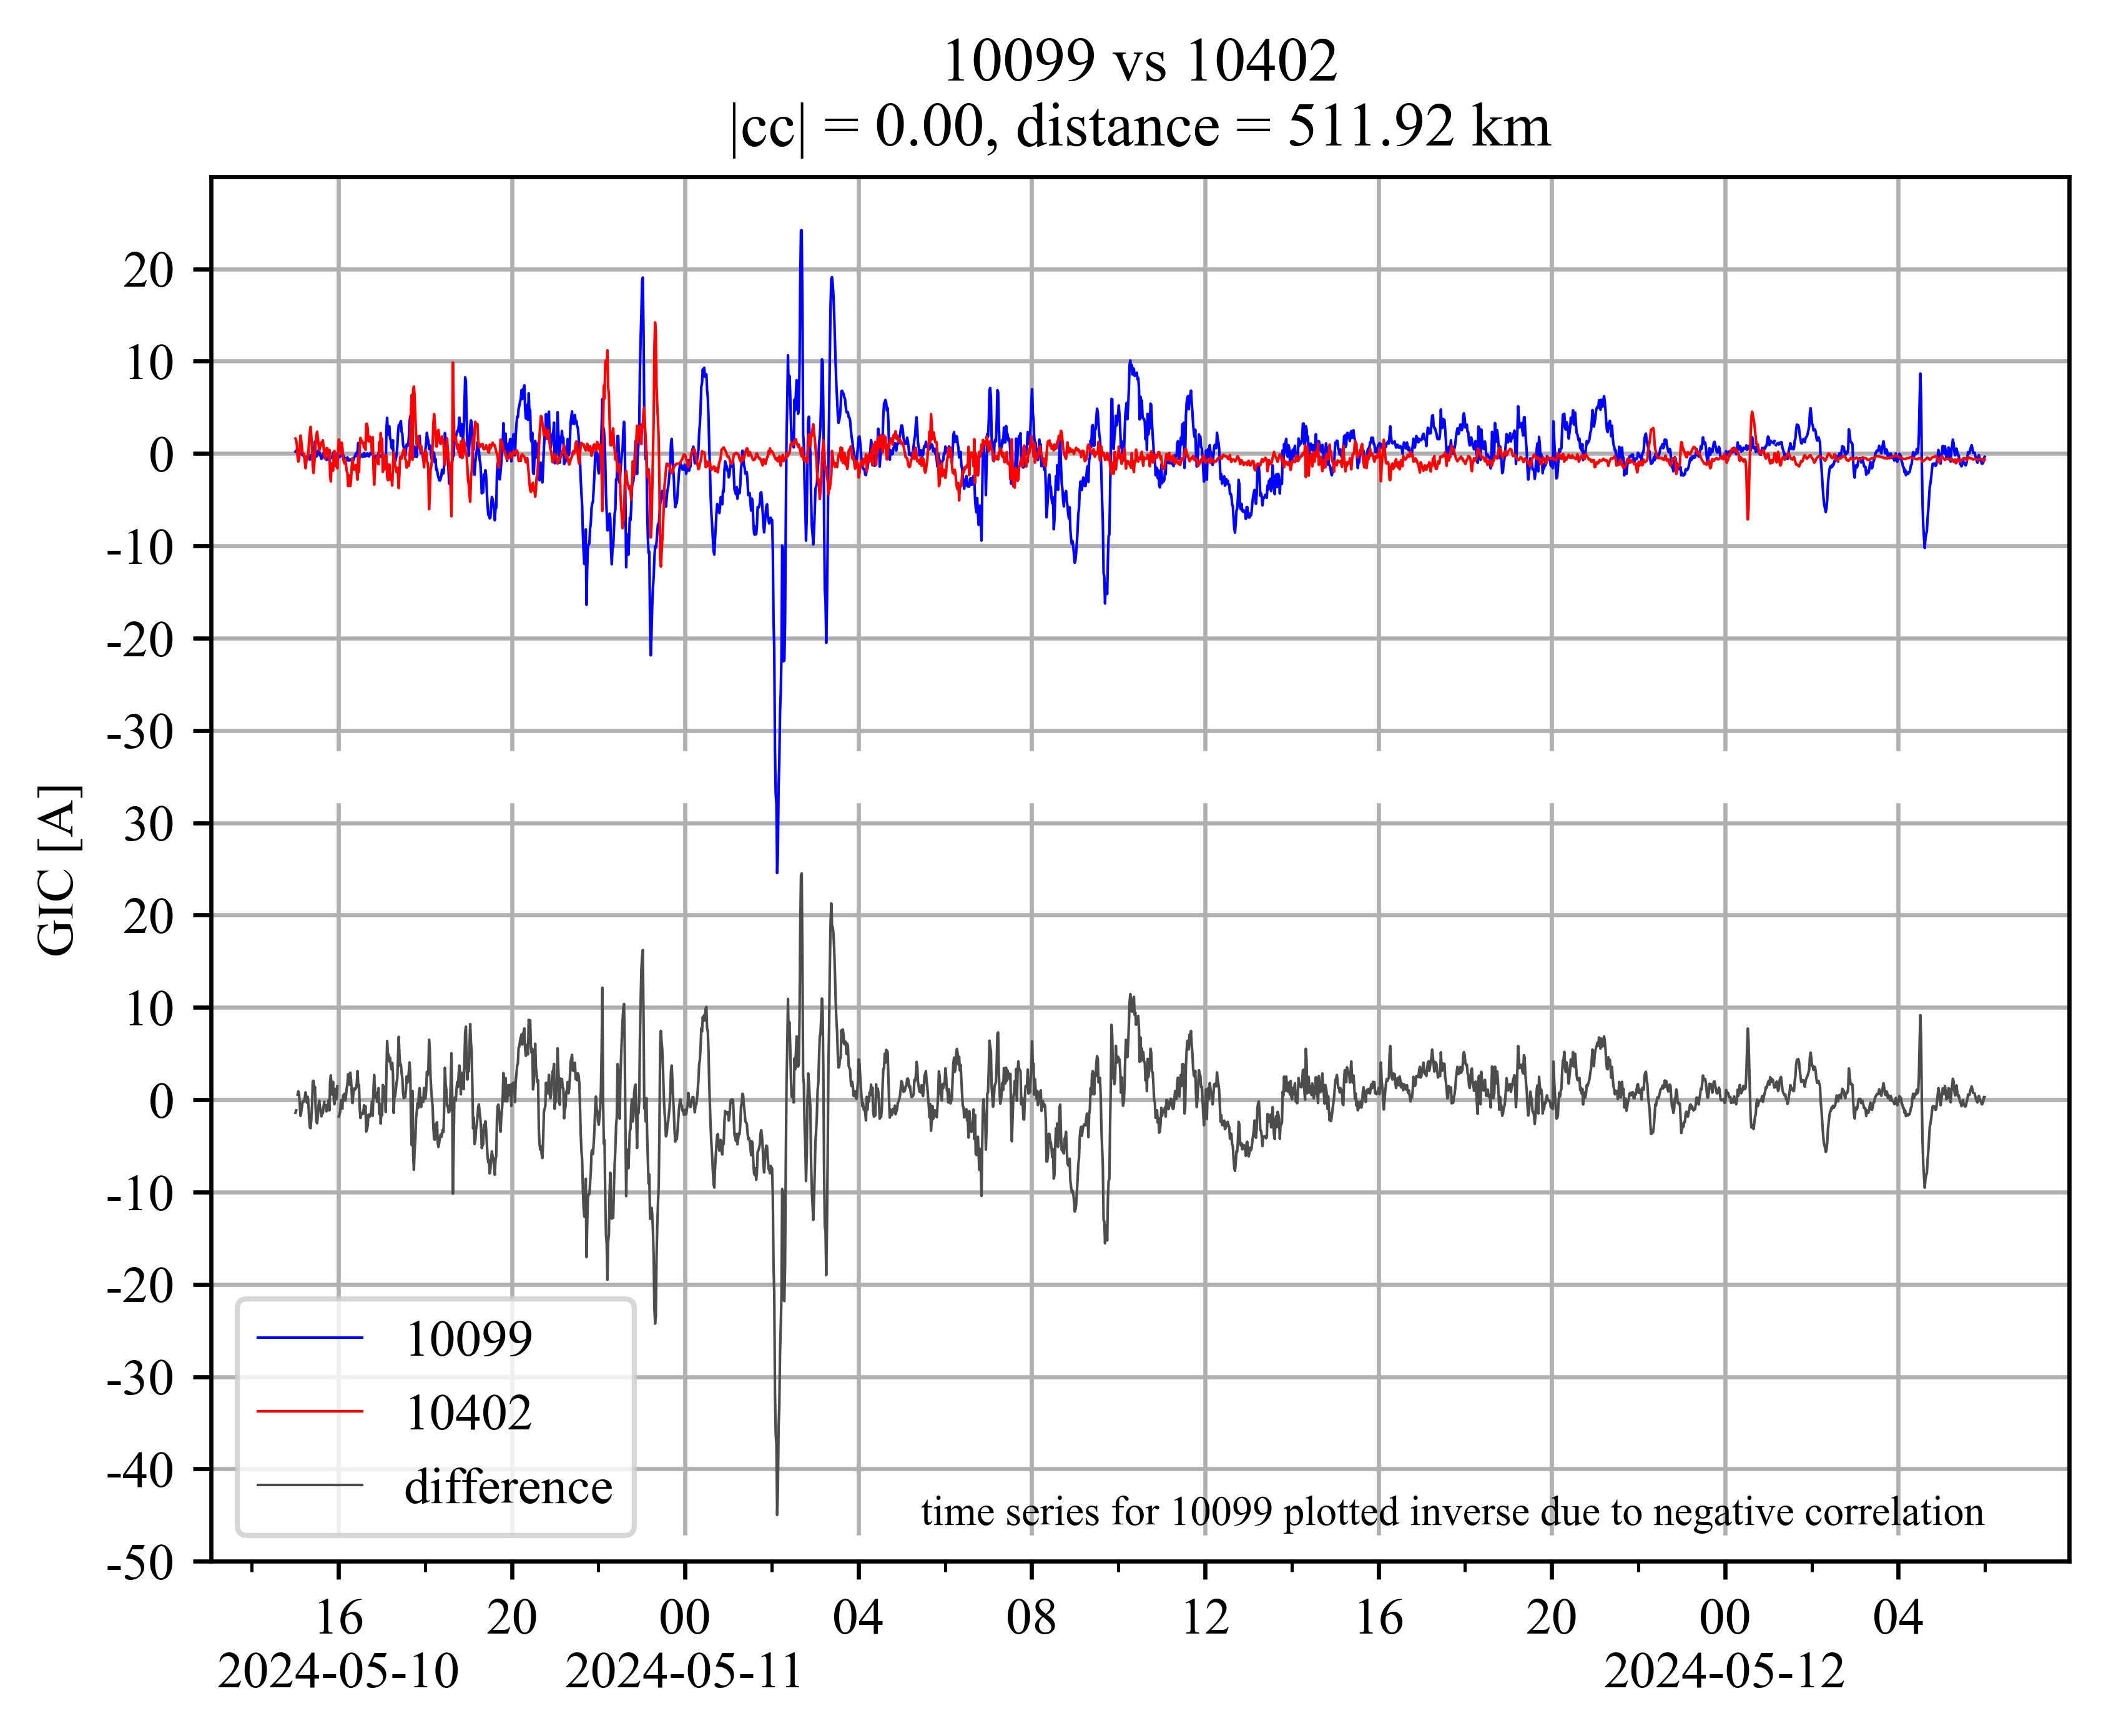 10099 vs 10402
|cc| = 0.00, distance = 511.92 km
20
10
0
-10
-20
-30
30
20
10
0
-10
-20
-30
-40
-50
GIC [A]
10099
10402
difference
time series for 10099 plotted inverse due to negative correlation
16 20 00 04 08 12 16 20 00 04
2024-05-10 2024-05-11 2024-05-12